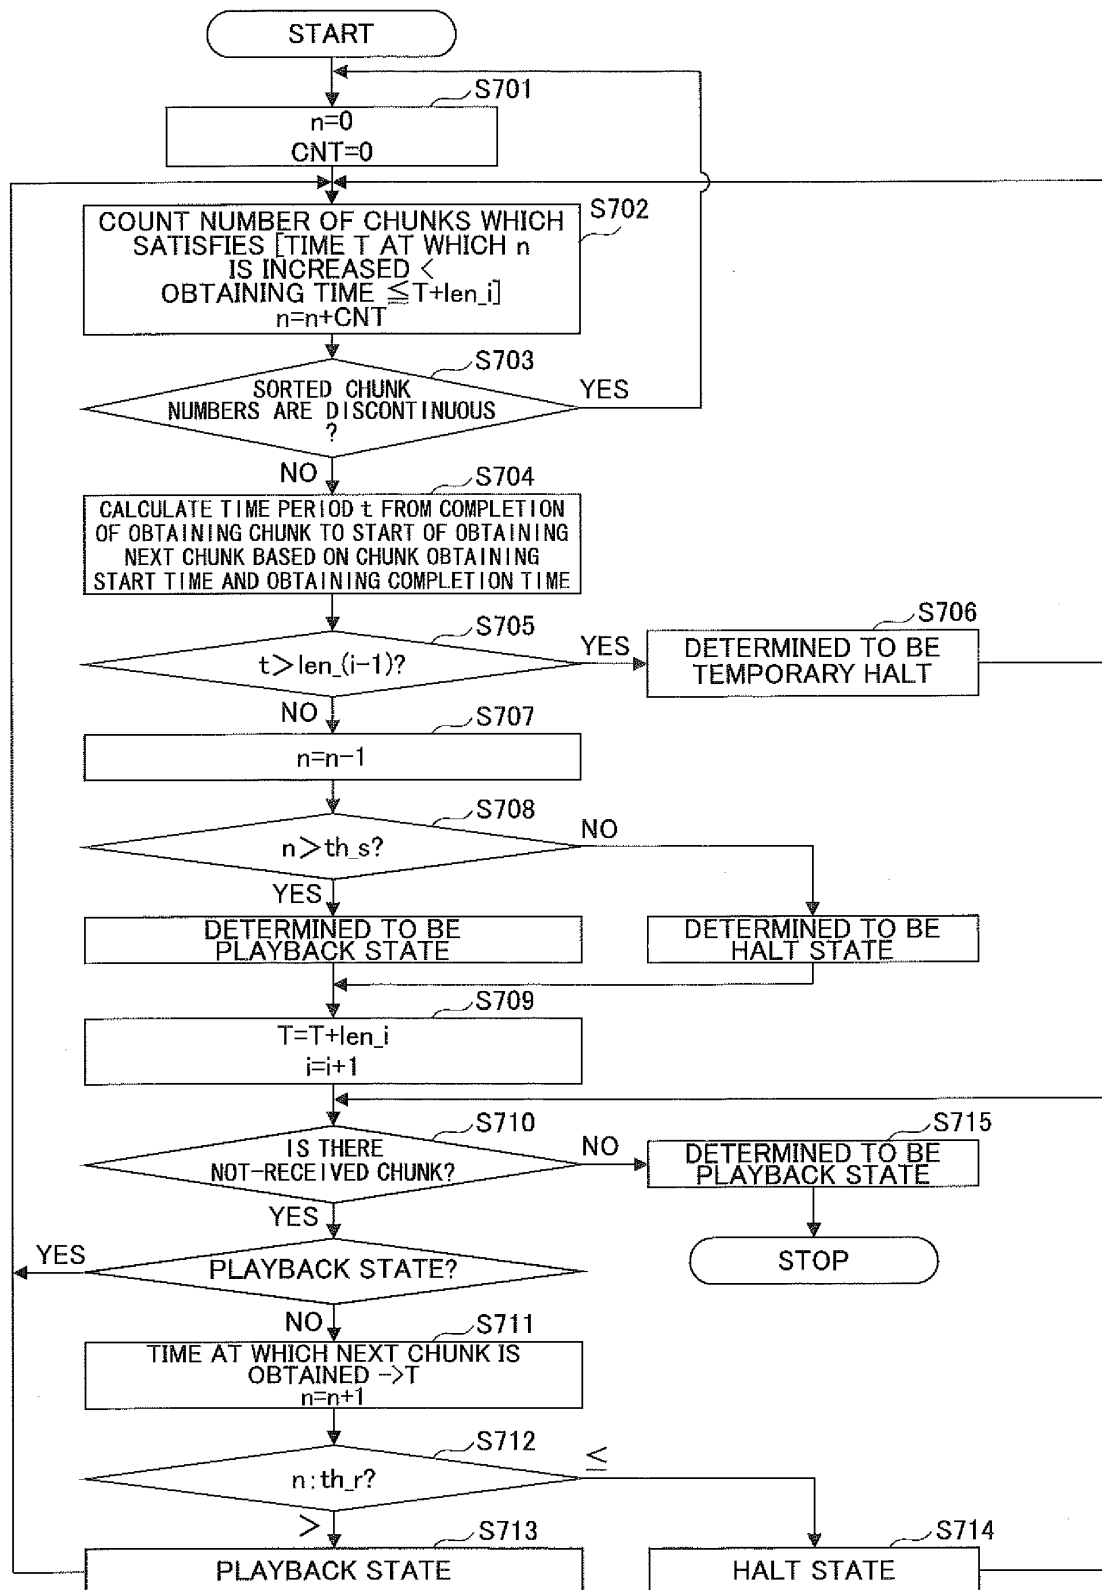 START
S701
n=0
CNT=0
S702
COUNT NUMBER OF CHUNKS WHICH
SATISFIES [TIME T AT WHICH n
IS INCREASED <
OBTAINING TIME ≦T+len_i]
n=n+CNT
S703
SORTED CHUNK
NUMBERS ARE DISCONTINUOUS
?
YES
NO
S704
CALCULATE TIME PERIOD t FROM COMPLETION
OF OBTAINING CHUNK TO START OF OBTAINING
NEXT CHUNK BASED ON CHUNK OBTAINING
START TIME AND OBTAINING COMPLETION TIME
S705
t>len_(i-1)?
YES
S706
DETERMINED TO BE
TEMPORARY HALT
NO
S707
n=n-1
S708
n>th_s?
NO
YES
DETERMINED TO BE
PLAYBACK STATE
DETERMINED TO BE
HALT STATE
S709
T=T+len_i
i=i+1
S710
IS THERE
NOT-RECEIVED CHUNK?
NO
S715
DETERMINED TO BE
PLAYBACK STATE
YES
STOP
YES
PLAYBACK STATE?
NO
S711
TIME AT WHICH NEXT CHUNK IS
OBTAINED ->T
n=n+1
S712
n:th_r?
≤
>
S713
PLAYBACK STATE
S714
HALT STATE